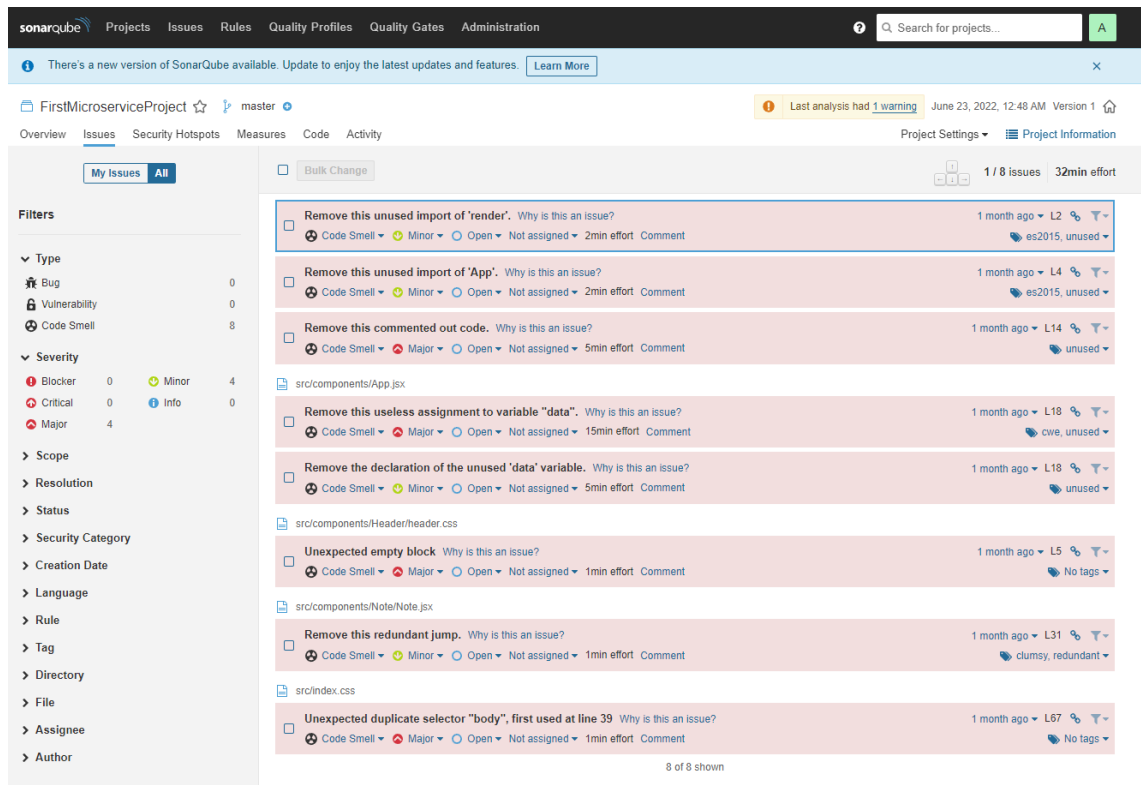 sonarqube Projects Issues Rules Quality Profiles Quality Gates Administration Search for projects... A
There's a new version of SonarQube available. Update to enjoy the latest updates and features. Learn More
FirstMicroserviceProject master Last analysis had 1 warning June 23, 2022, 12:48 AM Version 1
Overview Issues Security Hotspots Measures Code Activity Project Settings Project Information
My Issues All
Bulk Change 1 / 8 issues 32min effort
Filters
Type
Bug 0
Vulnerability 0
Code Smell 8
Severity
Blocker 0 Minor 4
Critical 0 Info 0
Major 4
Scope
Resolution
Status
Security Category
Creation Date
Language
Rule
Tag
Directory
File
Assignee
Author
Remove this unused import of 'render'. Why is this an issue? 1 month ago L2
Code Smell Minor Open Not assigned 2min effort Comment es2015, unused
Remove this unused import of 'App'. Why is this an issue? 1 month ago L4
Code Smell Minor Open Not assigned 2min effort Comment es2015, unused
Remove this commented out code. Why is this an issue? 1 month ago L14
Code Smell Major Open Not assigned 5min effort Comment unused
src/components/App.jsx
Remove this useless assignment to variable "data". Why is this an issue? 1 month ago L18
Code Smell Major Open Not assigned 15min effort Comment cwe, unused
Remove the declaration of the unused 'data' variable. Why is this an issue? 1 month ago L18
Code Smell Minor Open Not assigned 5min effort Comment unused
src/components/Header/header.css
Unexpected empty block Why is this an issue? 1 month ago L5
Code Smell Major Open Not assigned 1min effort Comment No tags
src/components/Note/Note.jsx
Remove this redundant jump. Why is this an issue? 1 month ago L31
Code Smell Minor Open Not assigned 1min effort Comment clumsy, redundant
src/index.css
Unexpected duplicate selector "body", first used at line 39 Why is this an issue? 1 month ago L67
Code Smell Major Open Not assigned 1min effort Comment No tags
8 of 8 shown